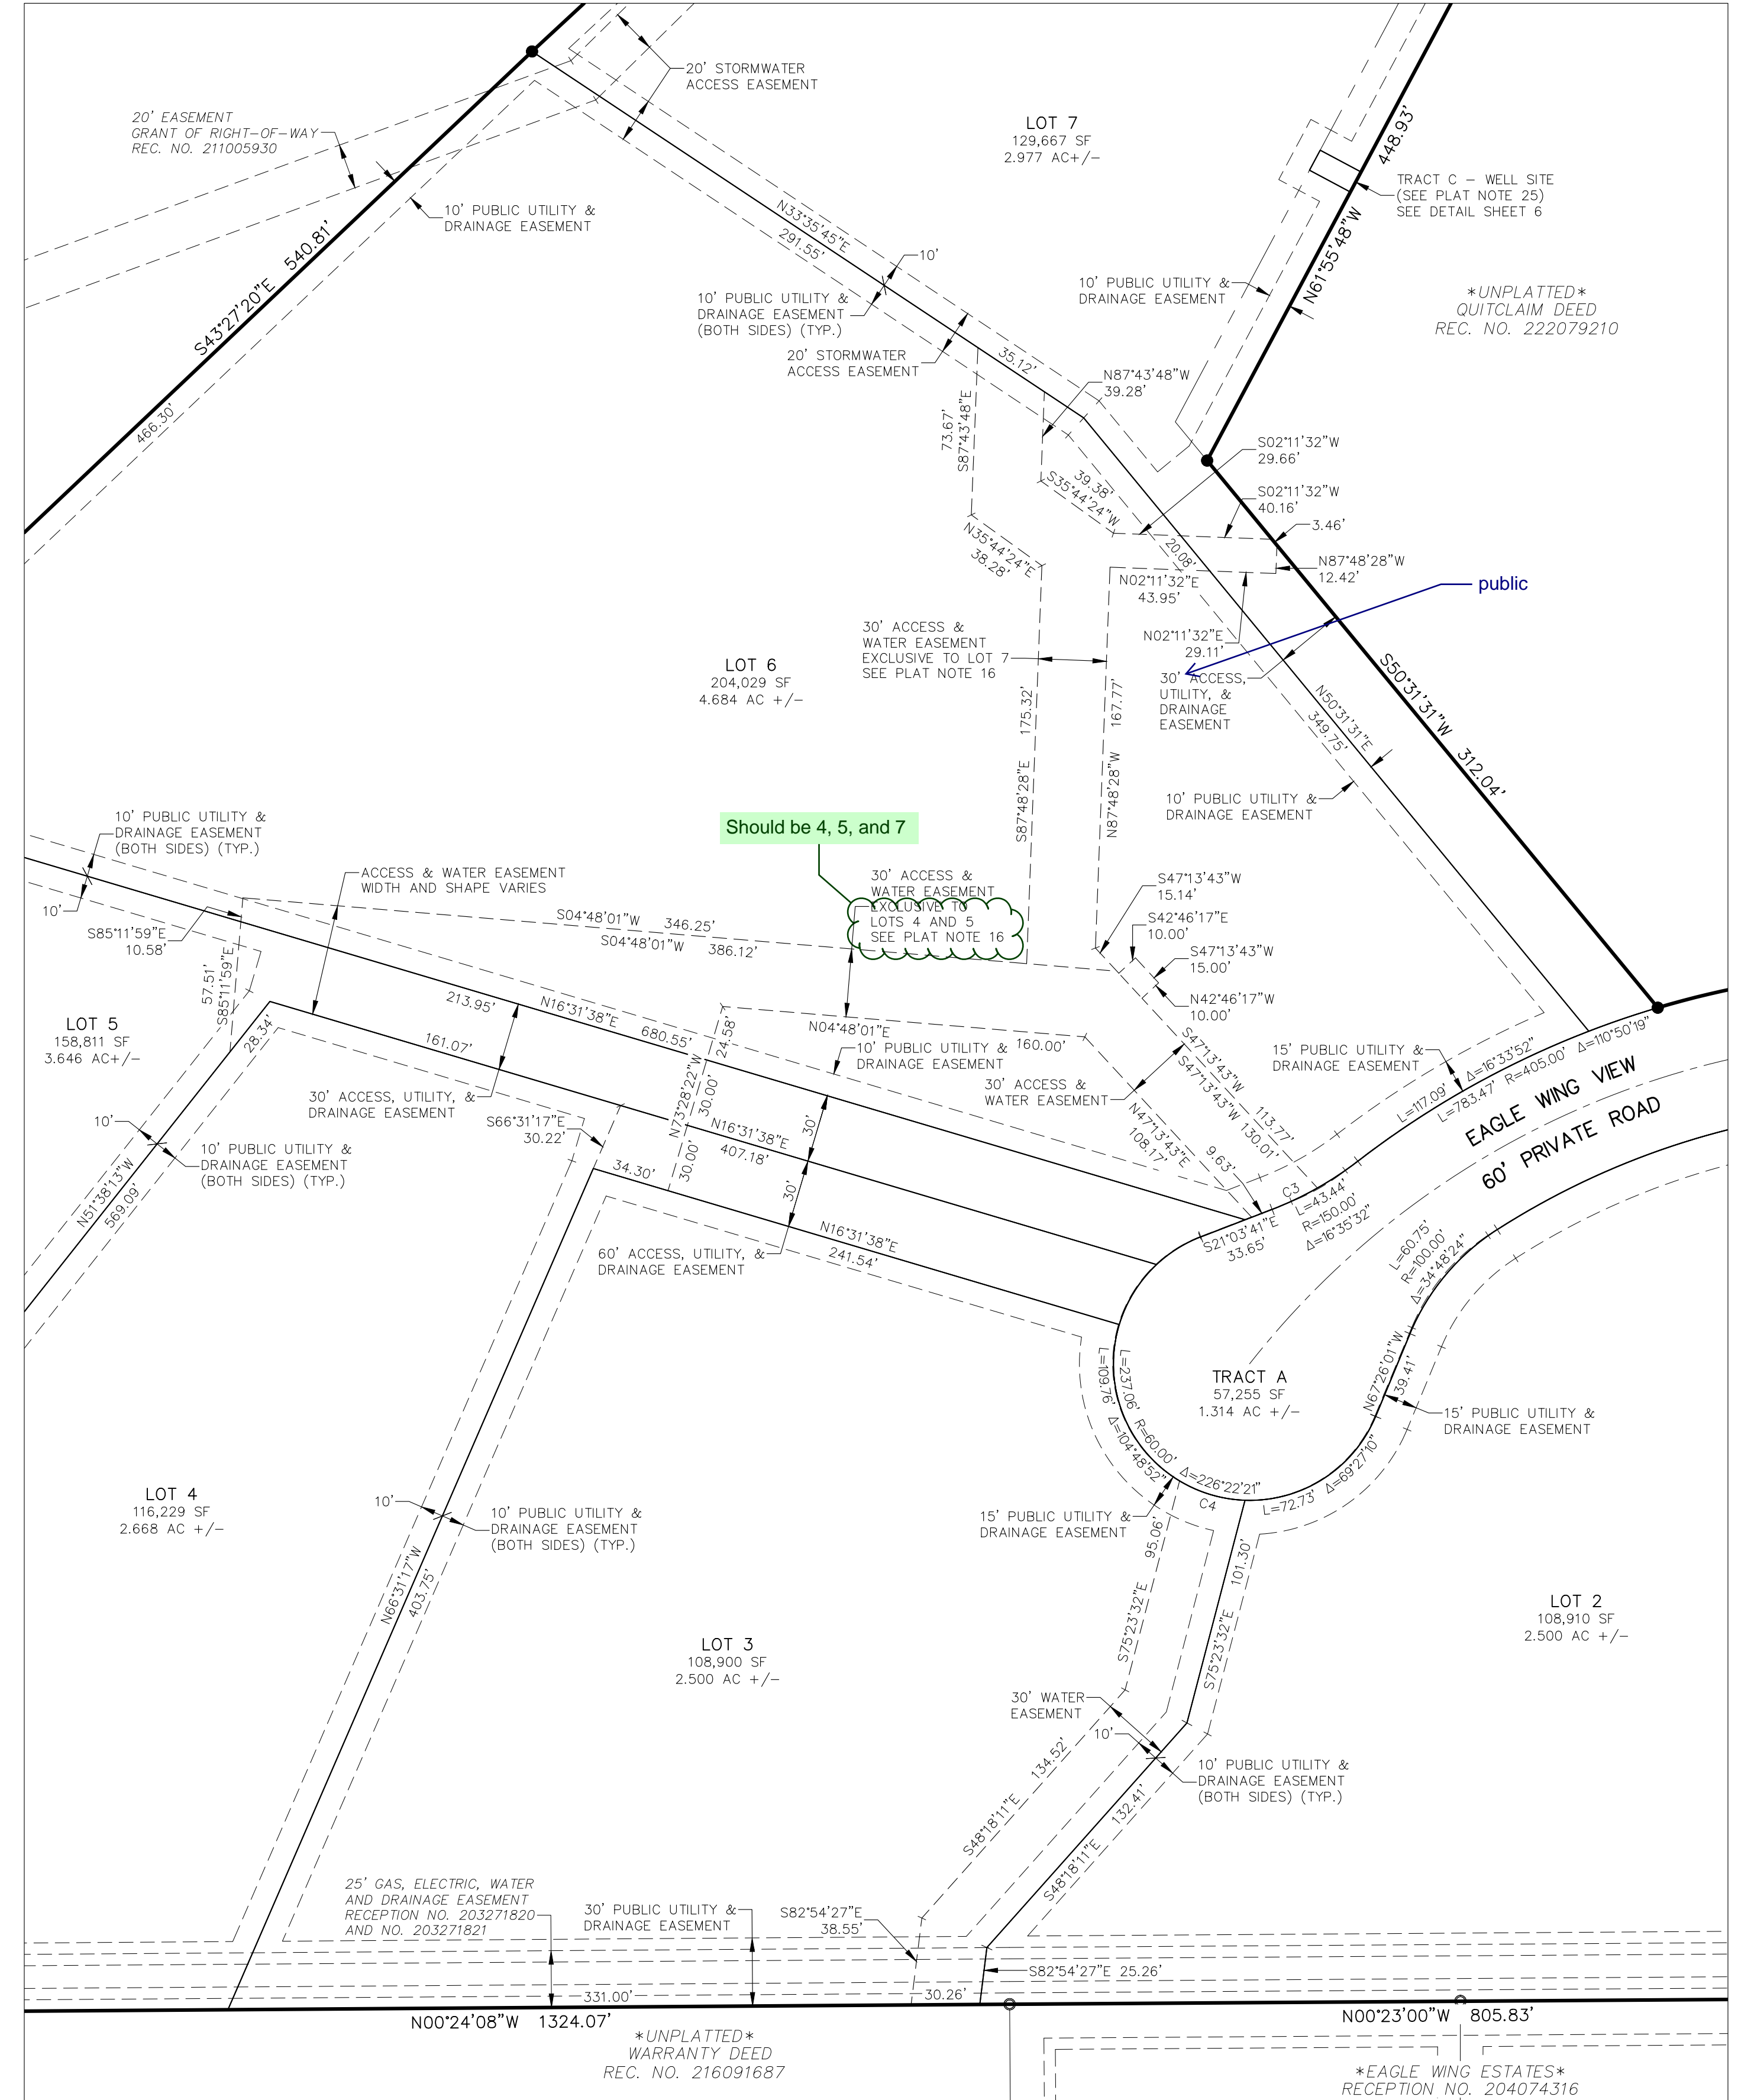 20' STORMWATER
ACCESS EASEMENT
20' EASEMENT
GRANT OF RIGHT-OF-WAY
REC. NO. 211005930
LOT 7
129,667 SF
2.977 AC+/-
448.93'
N61°55'48"W
TRACT C - WELL SITE
(SEE PLAT NOTE 25)
SEE DETAIL SHEET 6
10' PUBLIC UTILITY &
DRAINAGE EASEMENT
S43°27'20"E 540.81'
466.30'
N33°35'45"E
291.55'
10'
10' PUBLIC UTILITY &
DRAINAGE EASEMENT
(BOTH SIDES) (TYP.)
20' STORMWATER
ACCESS EASEMENT
10' PUBLIC UTILITY &
DRAINAGE EASEMENT
*UNPLATTED*
QUITCLAIM DEED
REC. NO. 222079210
35.12'
N87°43'48"W
39.28'
73.67'
S87°43'48"E
S02°11'32"W
29.66'
39.38'
S35°44'24"W
S02°11'32"W
40.16'
3.46'
N35°44'24"E
38.28'
20.08'
N87°48'28"W
12.42'
N02°11'32"E
43.95'
public
30' ACCESS &
WATER EASEMENT
EXCLUSIVE TO LOT 7
SEE PLAT NOTE 16
N02°11'32"E
29.11'
LOT 6
204,029 SF
4.684 AC +/-
30' ACCESS,
UTILITY, &
DRAINAGE
EASEMENT
S87°48'28"E 175.32'
N87°48'28"W 167.77'
N50°31'31"E
349.75'
S50°31'31"W 312.04'
10' PUBLIC UTILITY &
DRAINAGE EASEMENT
Should be 4, 5, and 7
10' PUBLIC UTILITY &
DRAINAGE EASEMENT
(BOTH SIDES) (TYP.)
ACCESS & WATER EASEMENT
WIDTH AND SHAPE VARIES
30' ACCESS &
WATER EASEMENT
EXCLUSIVE TO
LOTS 4 AND 5
SEE PLAT NOTE 16
10'
S85°11'59"E
10.58'
S04°48'01"W 346.25'
S04°48'01"W 386.12'
S47°13'43"W
15.14'
S42°46'17"E
10.00'
S47°13'43"W
15.00'
N42°46'17"W
10.00'
57.51'
S85°11'59"E
213.95'
N16°31'38"E 680.55'
LOT 5
158,811 SF
3.646 AC+/-
28.34'
161.07'
24.58'
N04°48'01"E
160.00'
10' PUBLIC UTILITY &
DRAINAGE EASEMENT
30' ACCESS &
WATER EASEMENT
S47°13'43"W 113.77'
S47°13'43"W 130.01'
N47°13'43"E
108.17'
15' PUBLIC UTILITY &
DRAINAGE EASEMENT
L=117.09' Δ=16°33'52"
L=783.47' R=405.00' Δ=110°50'19"
EAGLE WING VIEW
60' PRIVATE ROAD
30' ACCESS, UTILITY, &
DRAINAGE EASEMENT
S66°31'17"E
30.22'
N73°28'22"W
30.00'
30.00'
N16°31'38"E
407.18'
30'
30'
34.30'
10'
10' PUBLIC UTILITY &
DRAINAGE EASEMENT
(BOTH SIDES) (TYP.)
N51°38'13"W
569.09'
60' ACCESS, UTILITY, &
DRAINAGE EASEMENT
N16°31'38"E
241.54'
9.63'
C3
L=43.44'
R=150.00'
Δ=16°35'32"
S21°03'41"E
33.65'
L=60.75'
R=100.00'
Δ=34°48'24"
TRACT A
57,255 SF
1.314 AC +/-
N67°26'01"W
39.41'
15' PUBLIC UTILITY &
DRAINAGE EASEMENT
L=109.76' Δ=104°48'52"
L=237.06' R=60.00' Δ=226°22'21"
C4
L=72.73' Δ=69°27'10"
LOT 4
116,229 SF
2.668 AC +/-
10'
10' PUBLIC UTILITY &
DRAINAGE EASEMENT
(BOTH SIDES) (TYP.)
N66°31'17"W
403.75'
15' PUBLIC UTILITY &
DRAINAGE EASEMENT
S75°23'32"E 95.06'
S75°23'32"E 101.30'
LOT 2
108,910 SF
2.500 AC +/-
LOT 3
108,900 SF
2.500 AC +/-
30' WATER
EASEMENT
10'
10' PUBLIC UTILITY &
DRAINAGE EASEMENT
(BOTH SIDES) (TYP.)
S48°18'11"E 134.52'
S48°18'11"E 132.41'
25' GAS, ELECTRIC, WATER
AND DRAINAGE EASEMENT
RECEPTION NO. 203271820
AND NO. 203271821
30' PUBLIC UTILITY &
DRAINAGE EASEMENT
S82°54'27"E
38.55'
S82°54'27"E 25.26'
331.00'
30.26'
N00°24'08"W 1324.07'
N00°23'00"W 805.83'
*UNPLATTED*
WARRANTY DEED
REC. NO. 216091687
*EAGLE WING ESTATES*
RECEPTION NO. 204074316